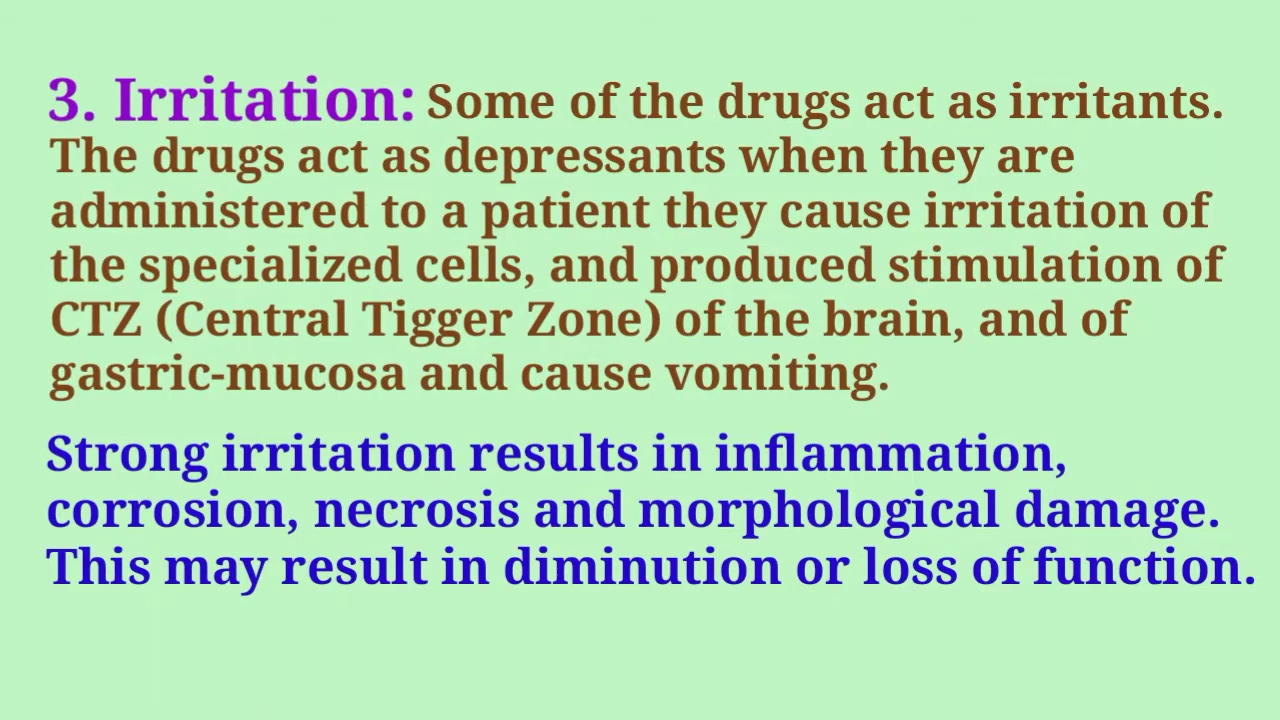 3. Irritation: Some of the drugs act as irritants.
The drugs act as depressants when they are
administered to a patient they cause irritation of
the specialized cells, and produced stimulation of
CTZ (Central Tigger Zone) of the brain, and of
gastric-mucosa and cause vomiting.
Strong irritation results in inflammation,
corrosion, necrosis and morphological damage.
This may result in diminution or loss of function.